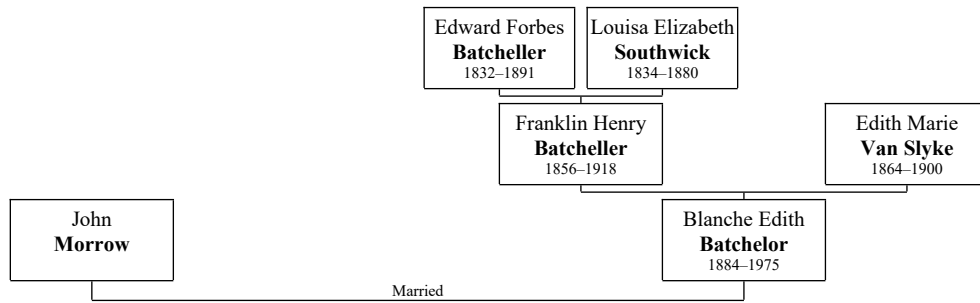 Edward Forbes
Batcheller
1832–1891
Louisa Elizabeth
Southwick
1834–1880
Franklin Henry
Batcheller
1856–1918
Edith Marie
Van Slyke
1864–1900
John
Morrow
Blanche Edith
Batchelor
1884–1975
Married